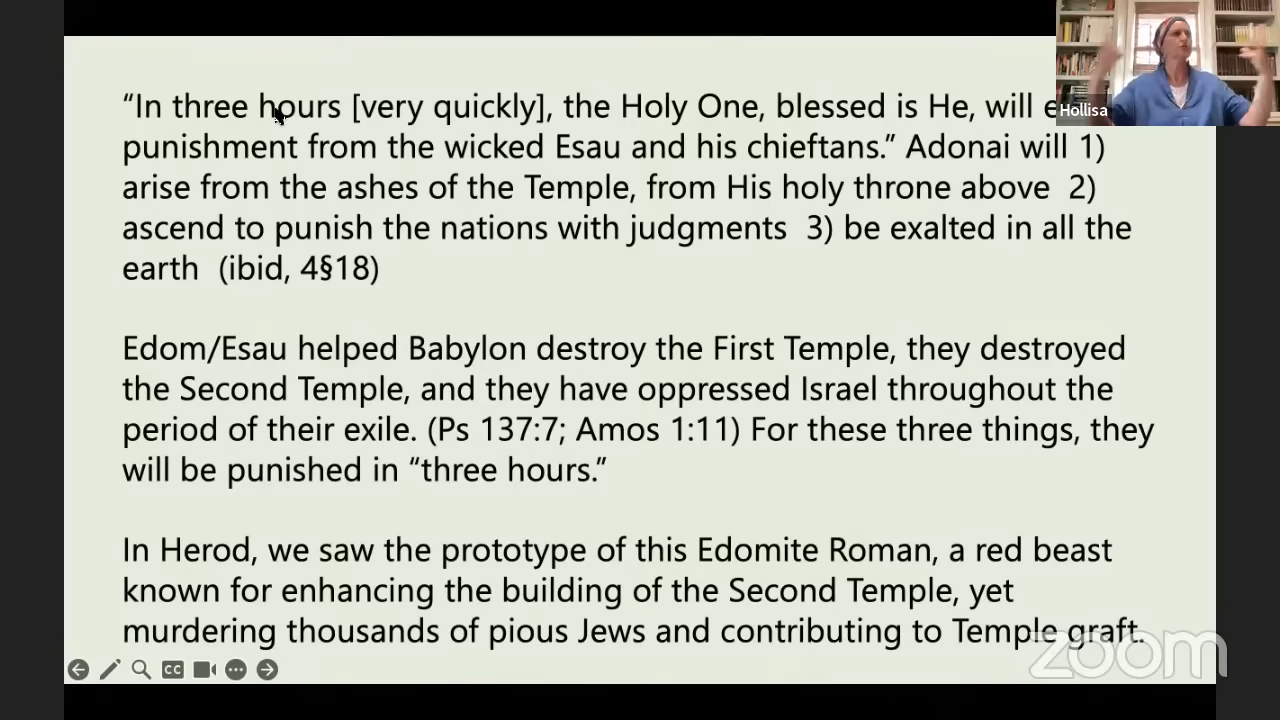 “In three hours [very quickly], the Holy One, blessed is He, will
punishment from the wicked Esau and his chieftans.” Adonai will 1)
arise from the ashes of the Temple, from His holy throne above 2)
ascend to punish the nations with judgments 3) be exalted in all the
earth (ibid, 4§18)
Edom/Esau helped Babylon destroy the First Temple, they destroyed
the Second Temple, and they have oppressed Israel throughout the
period of their exile. (Ps 137:7; Amos 1:11) For these three things, they
will be punished in “three hours.”
In Herod, we saw the prototype of this Edomite Roman, a red beast
known for enhancing the building of the Second Temple, yet
murdering thousands of pious Jews and contributing to Temple graft.
Hollisa
CC
zoom